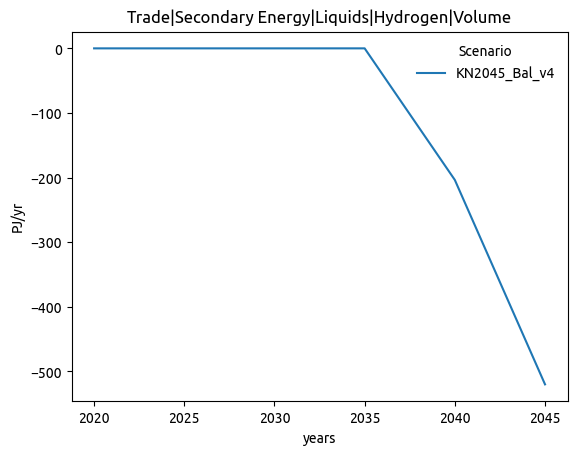 Trade|Secondary Energy|Liquids|Hydrogen|Volume
Scenario
KN2045_Bal_v4
0
−100
−200
−300
−400
−500
PJ/yr
2020 2025 2030 2035 2040 2045
years